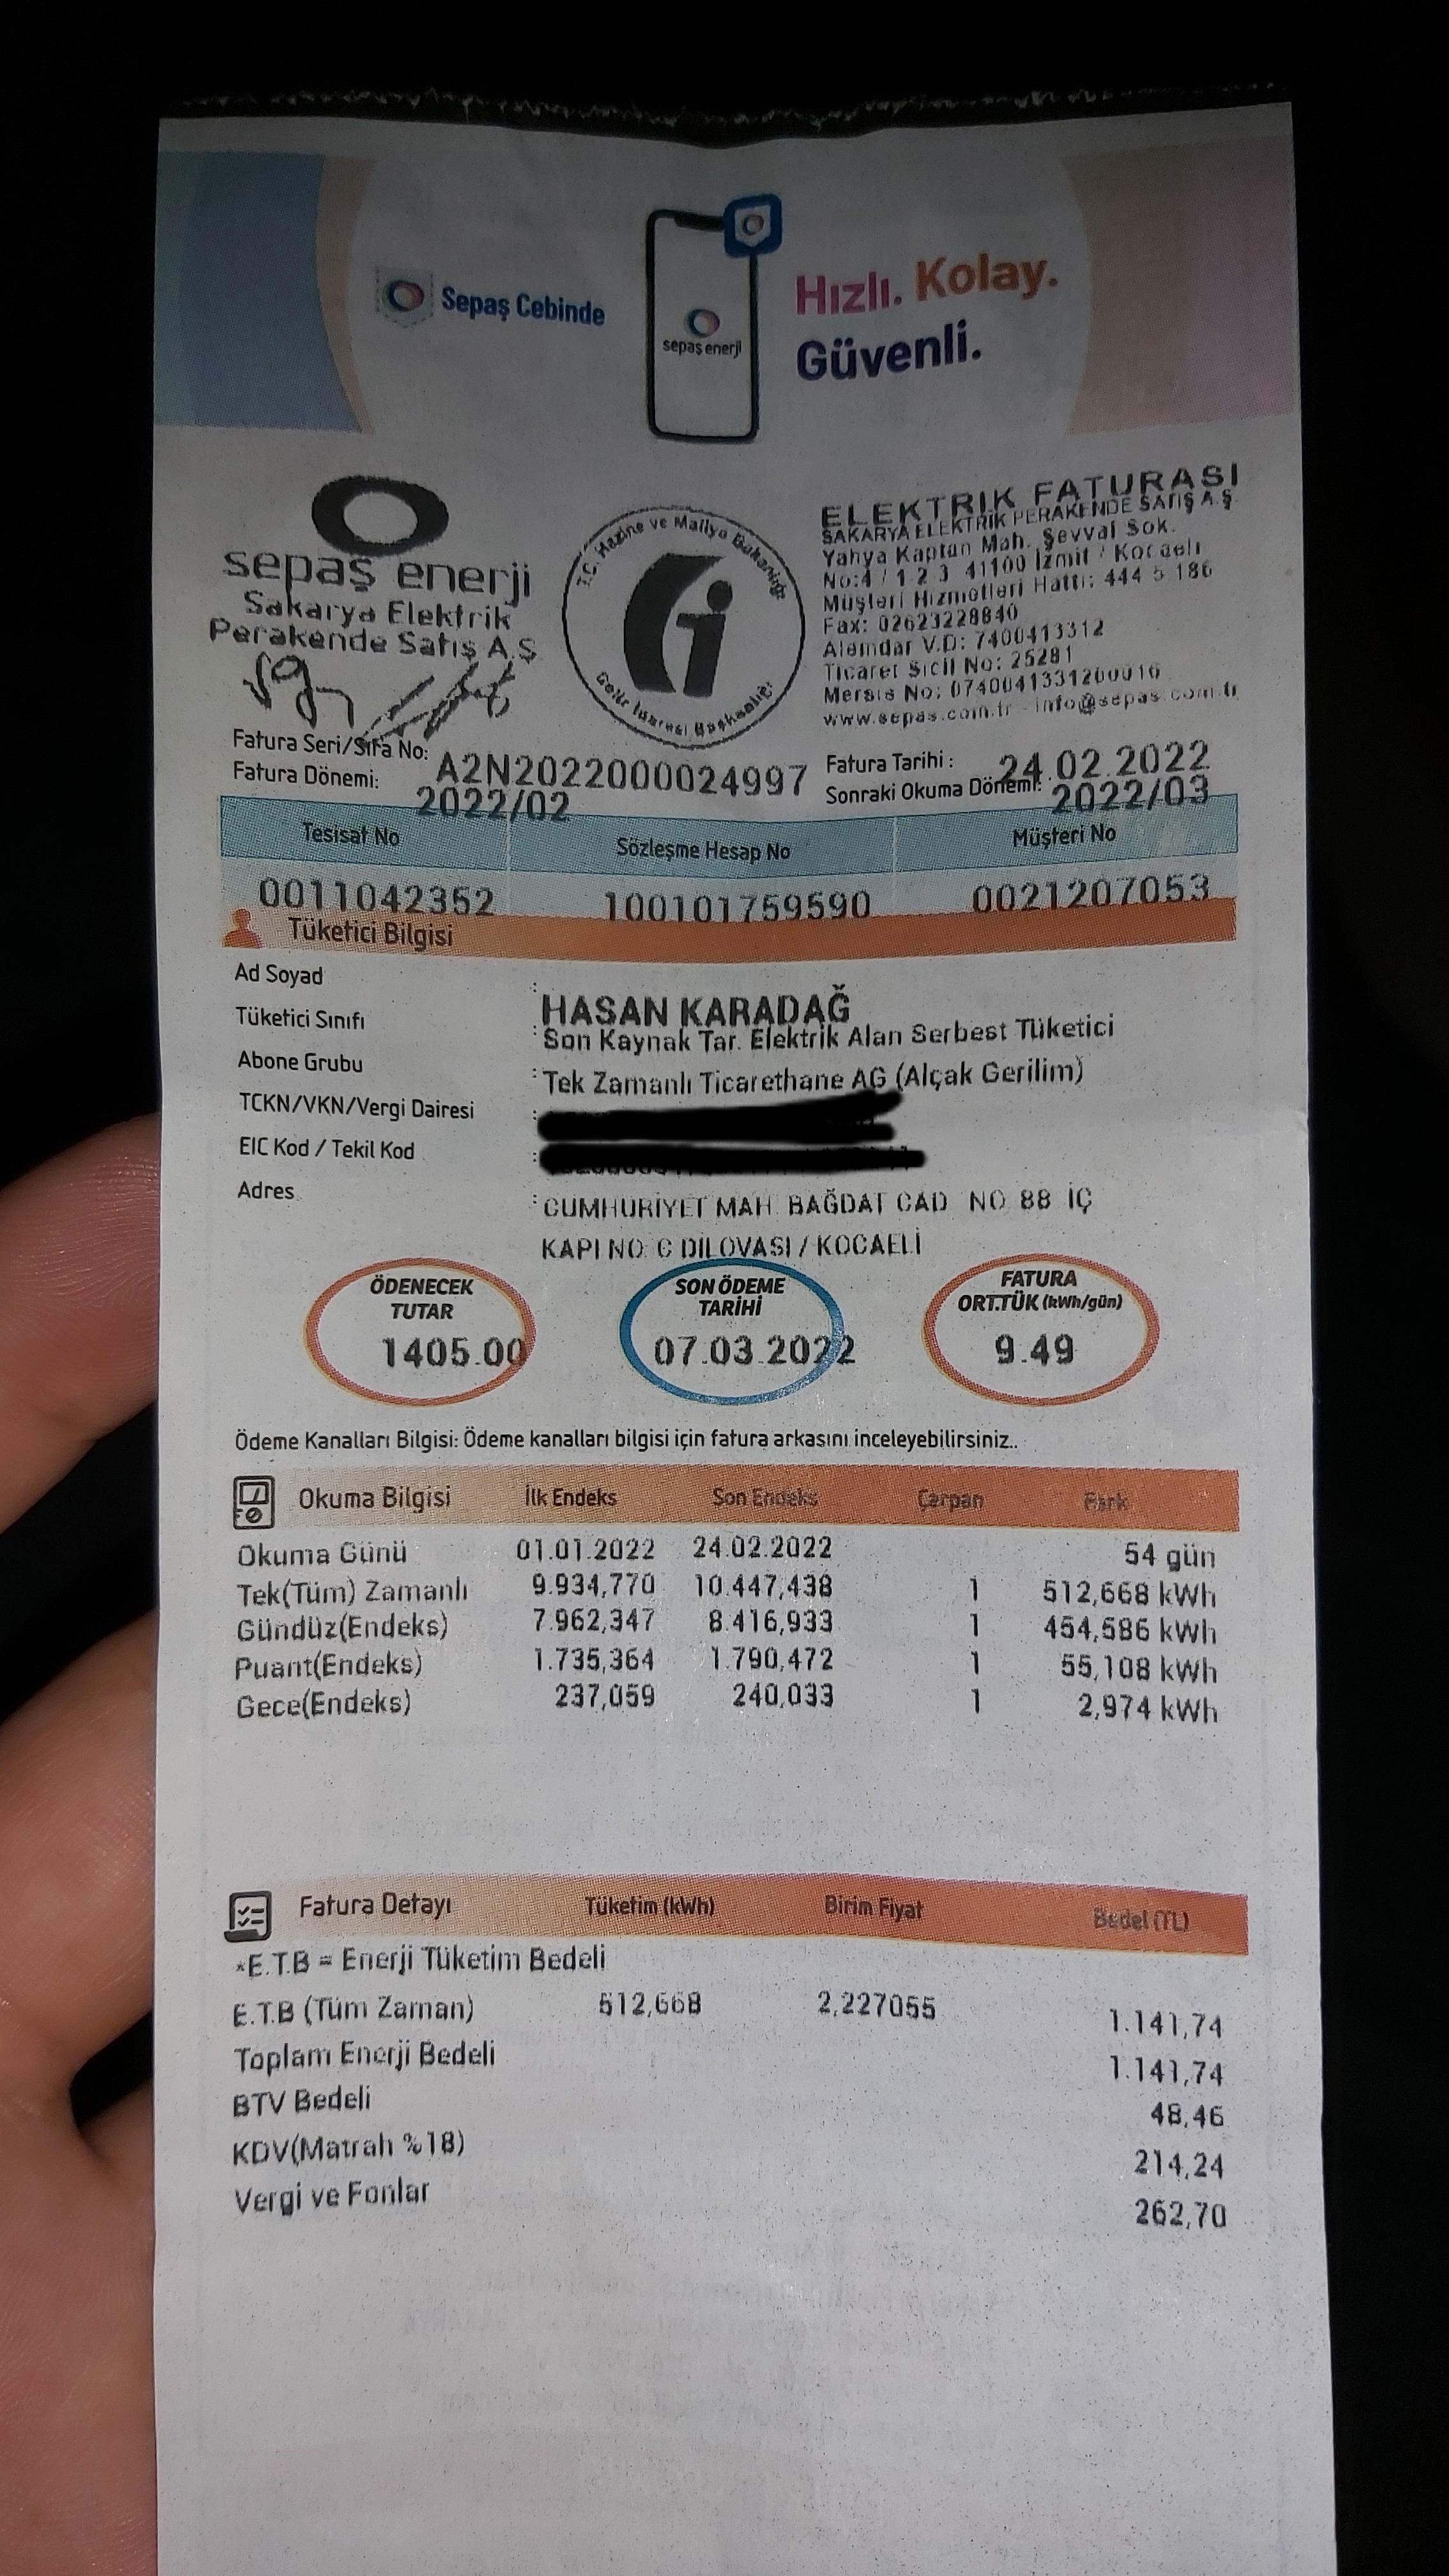 Sepaş Cebinde
sepaş enerji
Hızlı. Kolay.
Güvenli.
sepaş enerji
Sakarya Elektrik
Perakende Satış A.Ş
T.C. Hazine ve Maliye Bakanlığı
Gelir İdaresi Başkanlığı
ELEKTRIK FATURASI
SAKARYA ELEKTRİK PERAKENDE SATIŞ A.Ş
Yahya Kaptan Mah. Şevval Sok.
No:4 / 1 2 3 41100 İzmit / Kocaeli
Müşteri Hizmetleri Hattı: 444 5 186
Fax: 02623228840
Alemdar V.D: 7400413312
Ticaret Sicil No: 25281
Mersis No: 0740041331200016
www.sepas.com.tr - info@sepas.com.tr
Fatura Seri/Sıra No: A2N2022000024997
Fatura Dönemi: 2022/02
Fatura Tarihi : 24.02.2022
Sonraki Okuma Dönemi: 2022/03
Tesisat No Sözleşme Hesap No Müşteri No
0011042352 100101759590 0021207053
Tüketici Bilgisi
Ad Soyad : HASAN KARADAĞ
Tüketici Sınıfı : Son Kaynak Tar. Elektrik Alan Serbest Tüketici
Abone Grubu : Tek Zamanlı Ticarethane AG (Alçak Gerilim)
TCKN/VKN/Vergi Dairesi :
EIC Kod / Tekil Kod :
Adres : CUMHURİYET MAH. BAĞDAT CAD NO 88 İÇ
KAPI NO: C DİLOVASI / KOCAELİ
ÖDENECEK
TUTAR
1405.00
SON ÖDEME
TARİHİ
07.03.2022
FATURA
ORT.TÜK (kWh/gün)
9.49
Ödeme Kanalları Bilgisi: Ödeme kanalları bilgisi için fatura arkasını inceleyebilirsiniz..
Okuma Bilgisi İlk Endeks Son Endeks Çarpan Fark
Okuma Günü 01.01.2022 24.02.2022 54 gün
Tek(Tüm) Zamanlı 9.934,770 10.447,438 1 512,668 kWh
Gündüz(Endeks) 7.962,347 8.416,933 1 454,586 kWh
Puant(Endeks) 1.735,364 1.790,472 1 55,108 kWh
Gece(Endeks) 237,059 240,033 1 2,974 kWh
Fatura Detayı Tüketim (kWh) Birim Fiyat Bedel (TL)
*E.T.B = Enerji Tüketim Bedeli
E.T.B (Tüm Zaman) 512,668 2,227055 1.141,74
Toplam Enerji Bedeli 1.141,74
BTV Bedeli 48,46
KDV(Matrah %18) 214,24
Vergi ve Fonlar 262,70